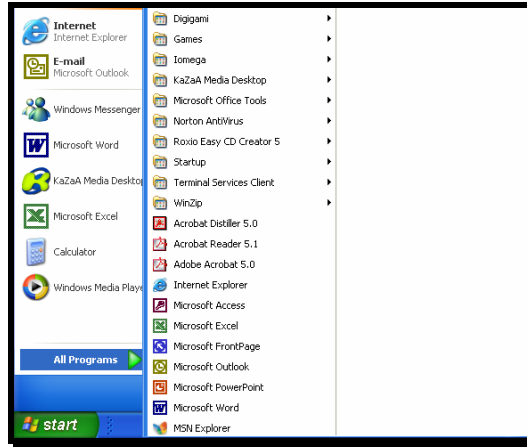 Internet
Internet Explorer
E-mail
Microsoft Outlook
Windows Messenger
Microsoft Word
KaZaA Media Deskto
Microsoft Excel
Calculator
Windows Media Playe
All Programs
start
Digigami
Games
Iomega
KaZaA Media Desktop
Microsoft Office Tools
Norton AntiVirus
Roxio Easy CD Creator 5
Startup
Terminal Services Client
WinZip
Acrobat Distiller 5.0
Acrobat Reader 5.1
Adobe Acrobat 5.0
Internet Explorer
Microsoft Access
Microsoft Excel
Microsoft FrontPage
Microsoft Outlook
Microsoft PowerPoint
Microsoft Word
MSN Explorer